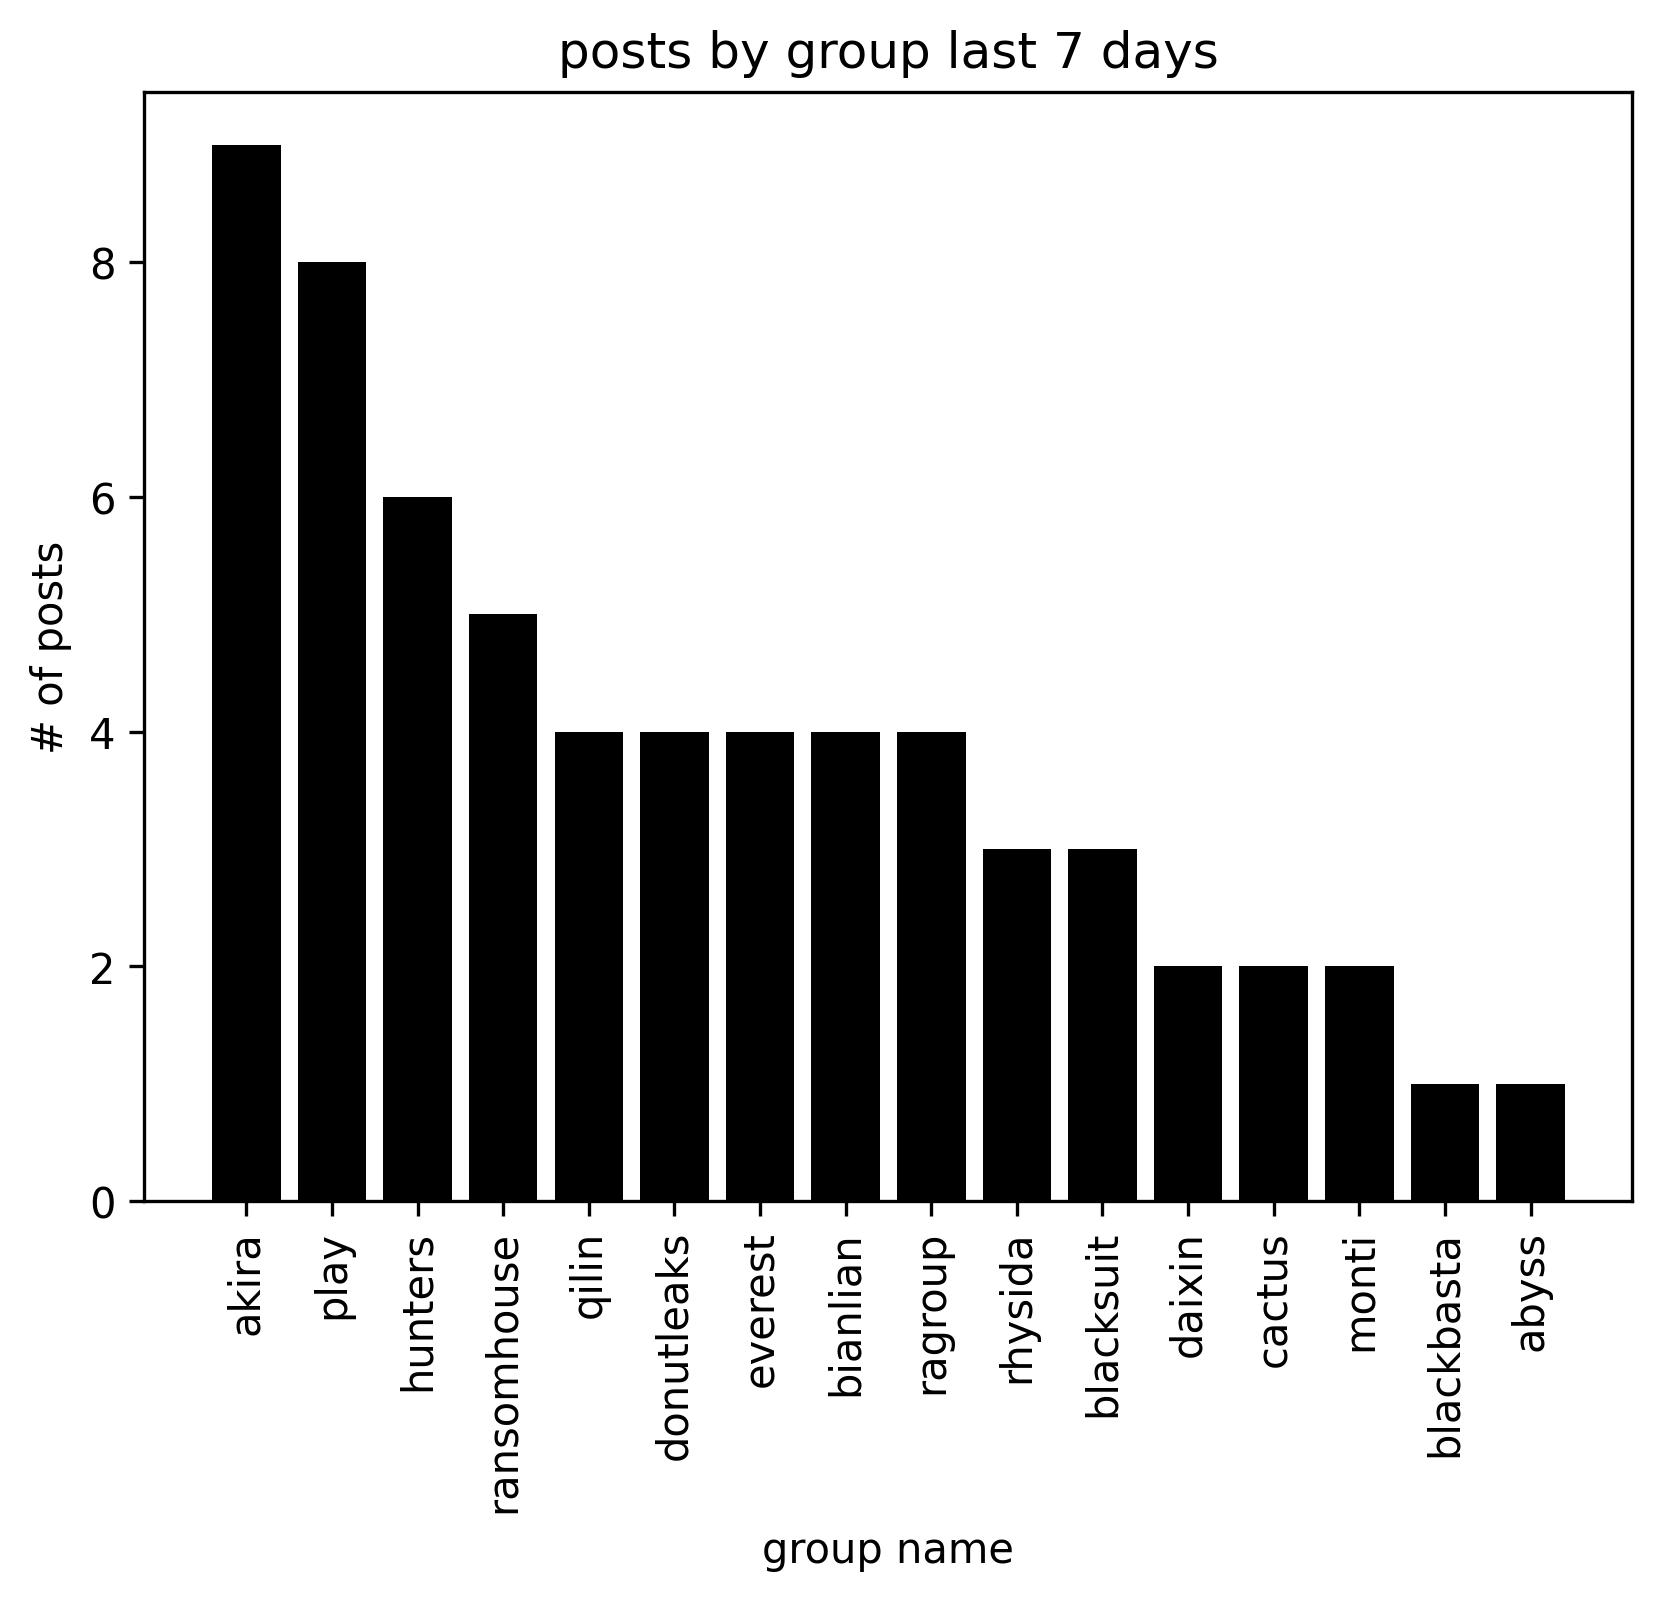 posts by group last 7 days
8
6
4
2
0
# of posts
akira
play
hunters
ransomhouse
qilin
donutleaks
everest
bianlian
ragroup
rhysida
blacksuit
daixin
cactus
monti
blackbasta
abyss
group name